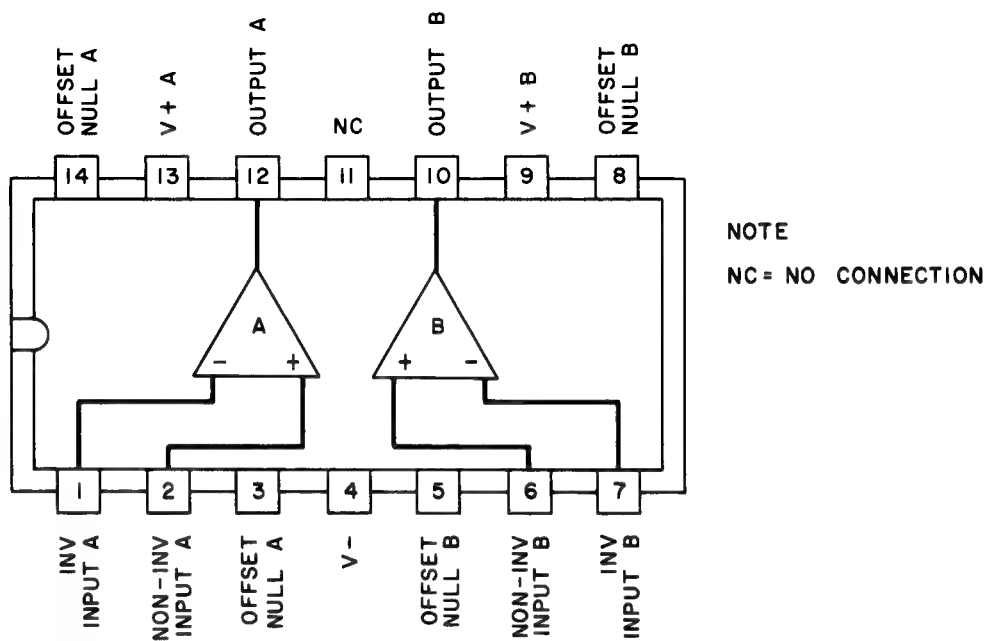 OFFSET
NULL A
V+ A
OUTPUT A
NC
OUTPUT B
V+ B
OFFSET
NULL B
14
13
12
11
10
9
8
NOTE
NC= NO CONNECTION
A
B
- +
+ -
1
2
3
4
5
6
7
INV
INPUT A
NON-INV
INPUT A
OFFSET
NULL A
V-
OFFSET
NULL B
NON-INV
INPUT B
INV
INPUT B